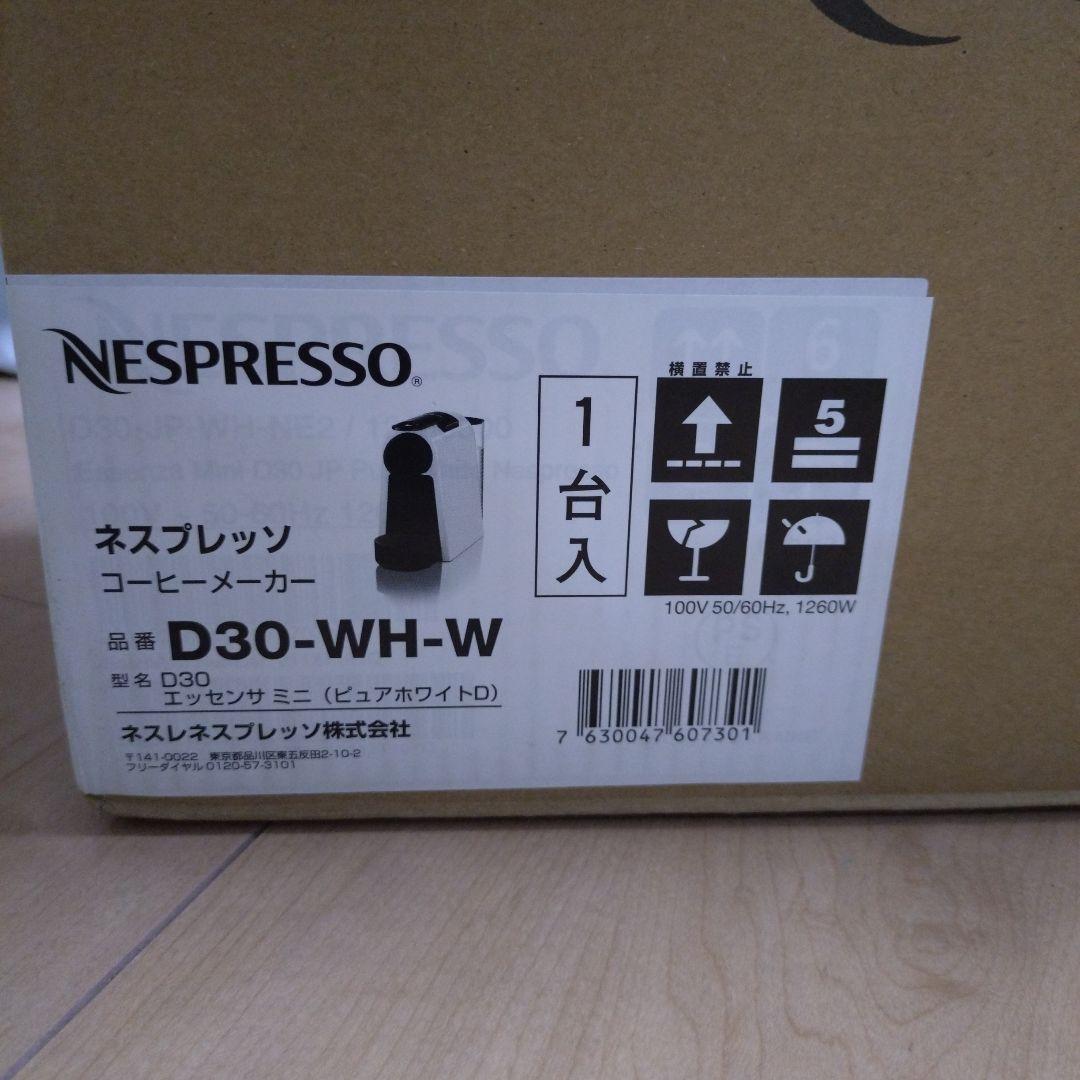 NESPRESSO®
ネスプレッソ
コーヒーメーカー
品番 D30-WH-W
型名 D30
エッセンサ ミニ（ピュアホワイトD）
ネスレネスプレッソ株式会社
〒141-0022 東京都品川区東五反田2-10-2
フリーダイヤル 0120-57-3101
1台入
横置禁止
5
100V 50/60Hz, 1260W
7 630047 607301